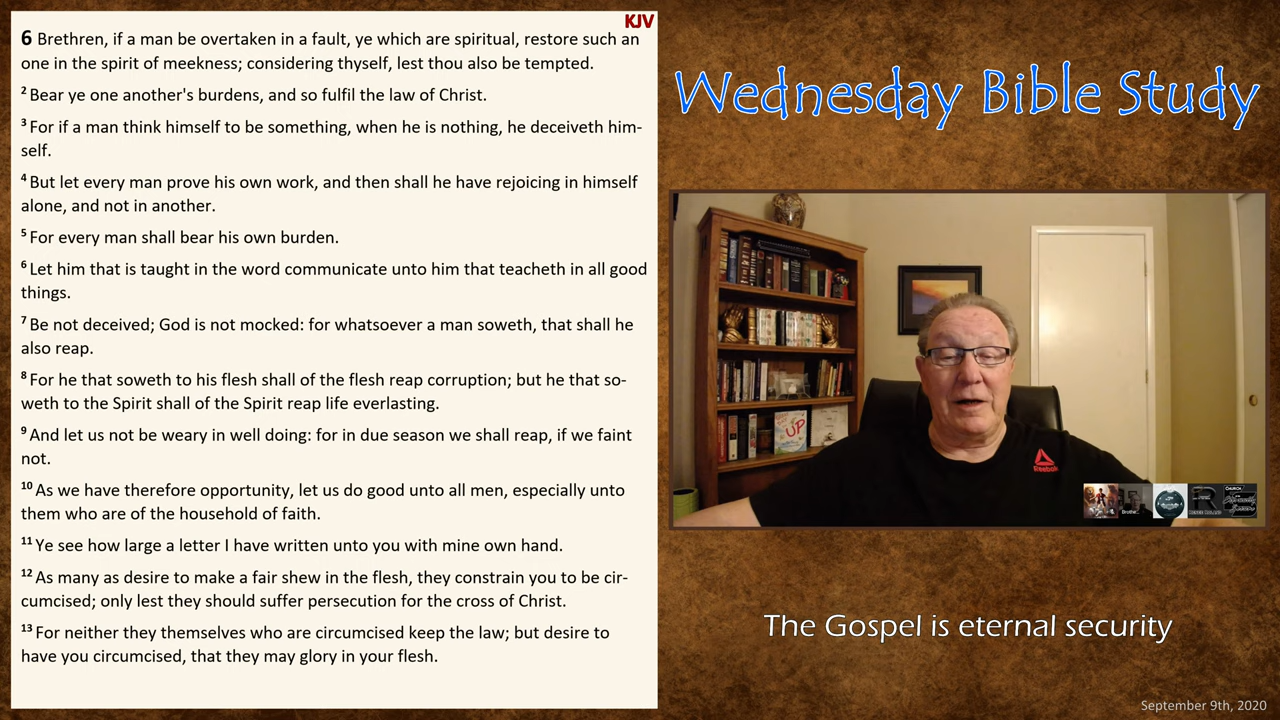 KJV
6 Brethren, if a man be overtaken in a fault, ye which are spiritual, restore such an
one in the spirit of meekness; considering thyself, lest thou also be tempted.
2 Bear ye one another's burdens, and so fulfil the law of Christ.
3 For if a man think himself to be something, when he is nothing, he deceiveth him-
self.
4 But let every man prove his own work, and then shall he have rejoicing in himself
alone, and not in another.
5 For every man shall bear his own burden.
6 Let him that is taught in the word communicate unto him that teacheth in all good
things.
7 Be not deceived; God is not mocked: for whatsoever a man soweth, that shall he
also reap.
8 For he that soweth to his flesh shall of the flesh reap corruption; but he that so-
weth to the Spirit shall of the Spirit reap life everlasting.
9 And let us not be weary in well doing: for in due season we shall reap, if we faint
not.
10 As we have therefore opportunity, let us do good unto all men, especially unto
them who are of the household of faith.
11 Ye see how large a letter I have written unto you with mine own hand.
12 As many as desire to make a fair shew in the flesh, they constrain you to be cir-
cumcised; only lest they should suffer persecution for the cross of Christ.
13 For neither they themselves who are circumcised keep the law; but desire to
have you circumcised, that they may glory in your flesh.
Wednesday Bible Study
UP
Reebok
The Gospel is eternal security
September 9th, 2020